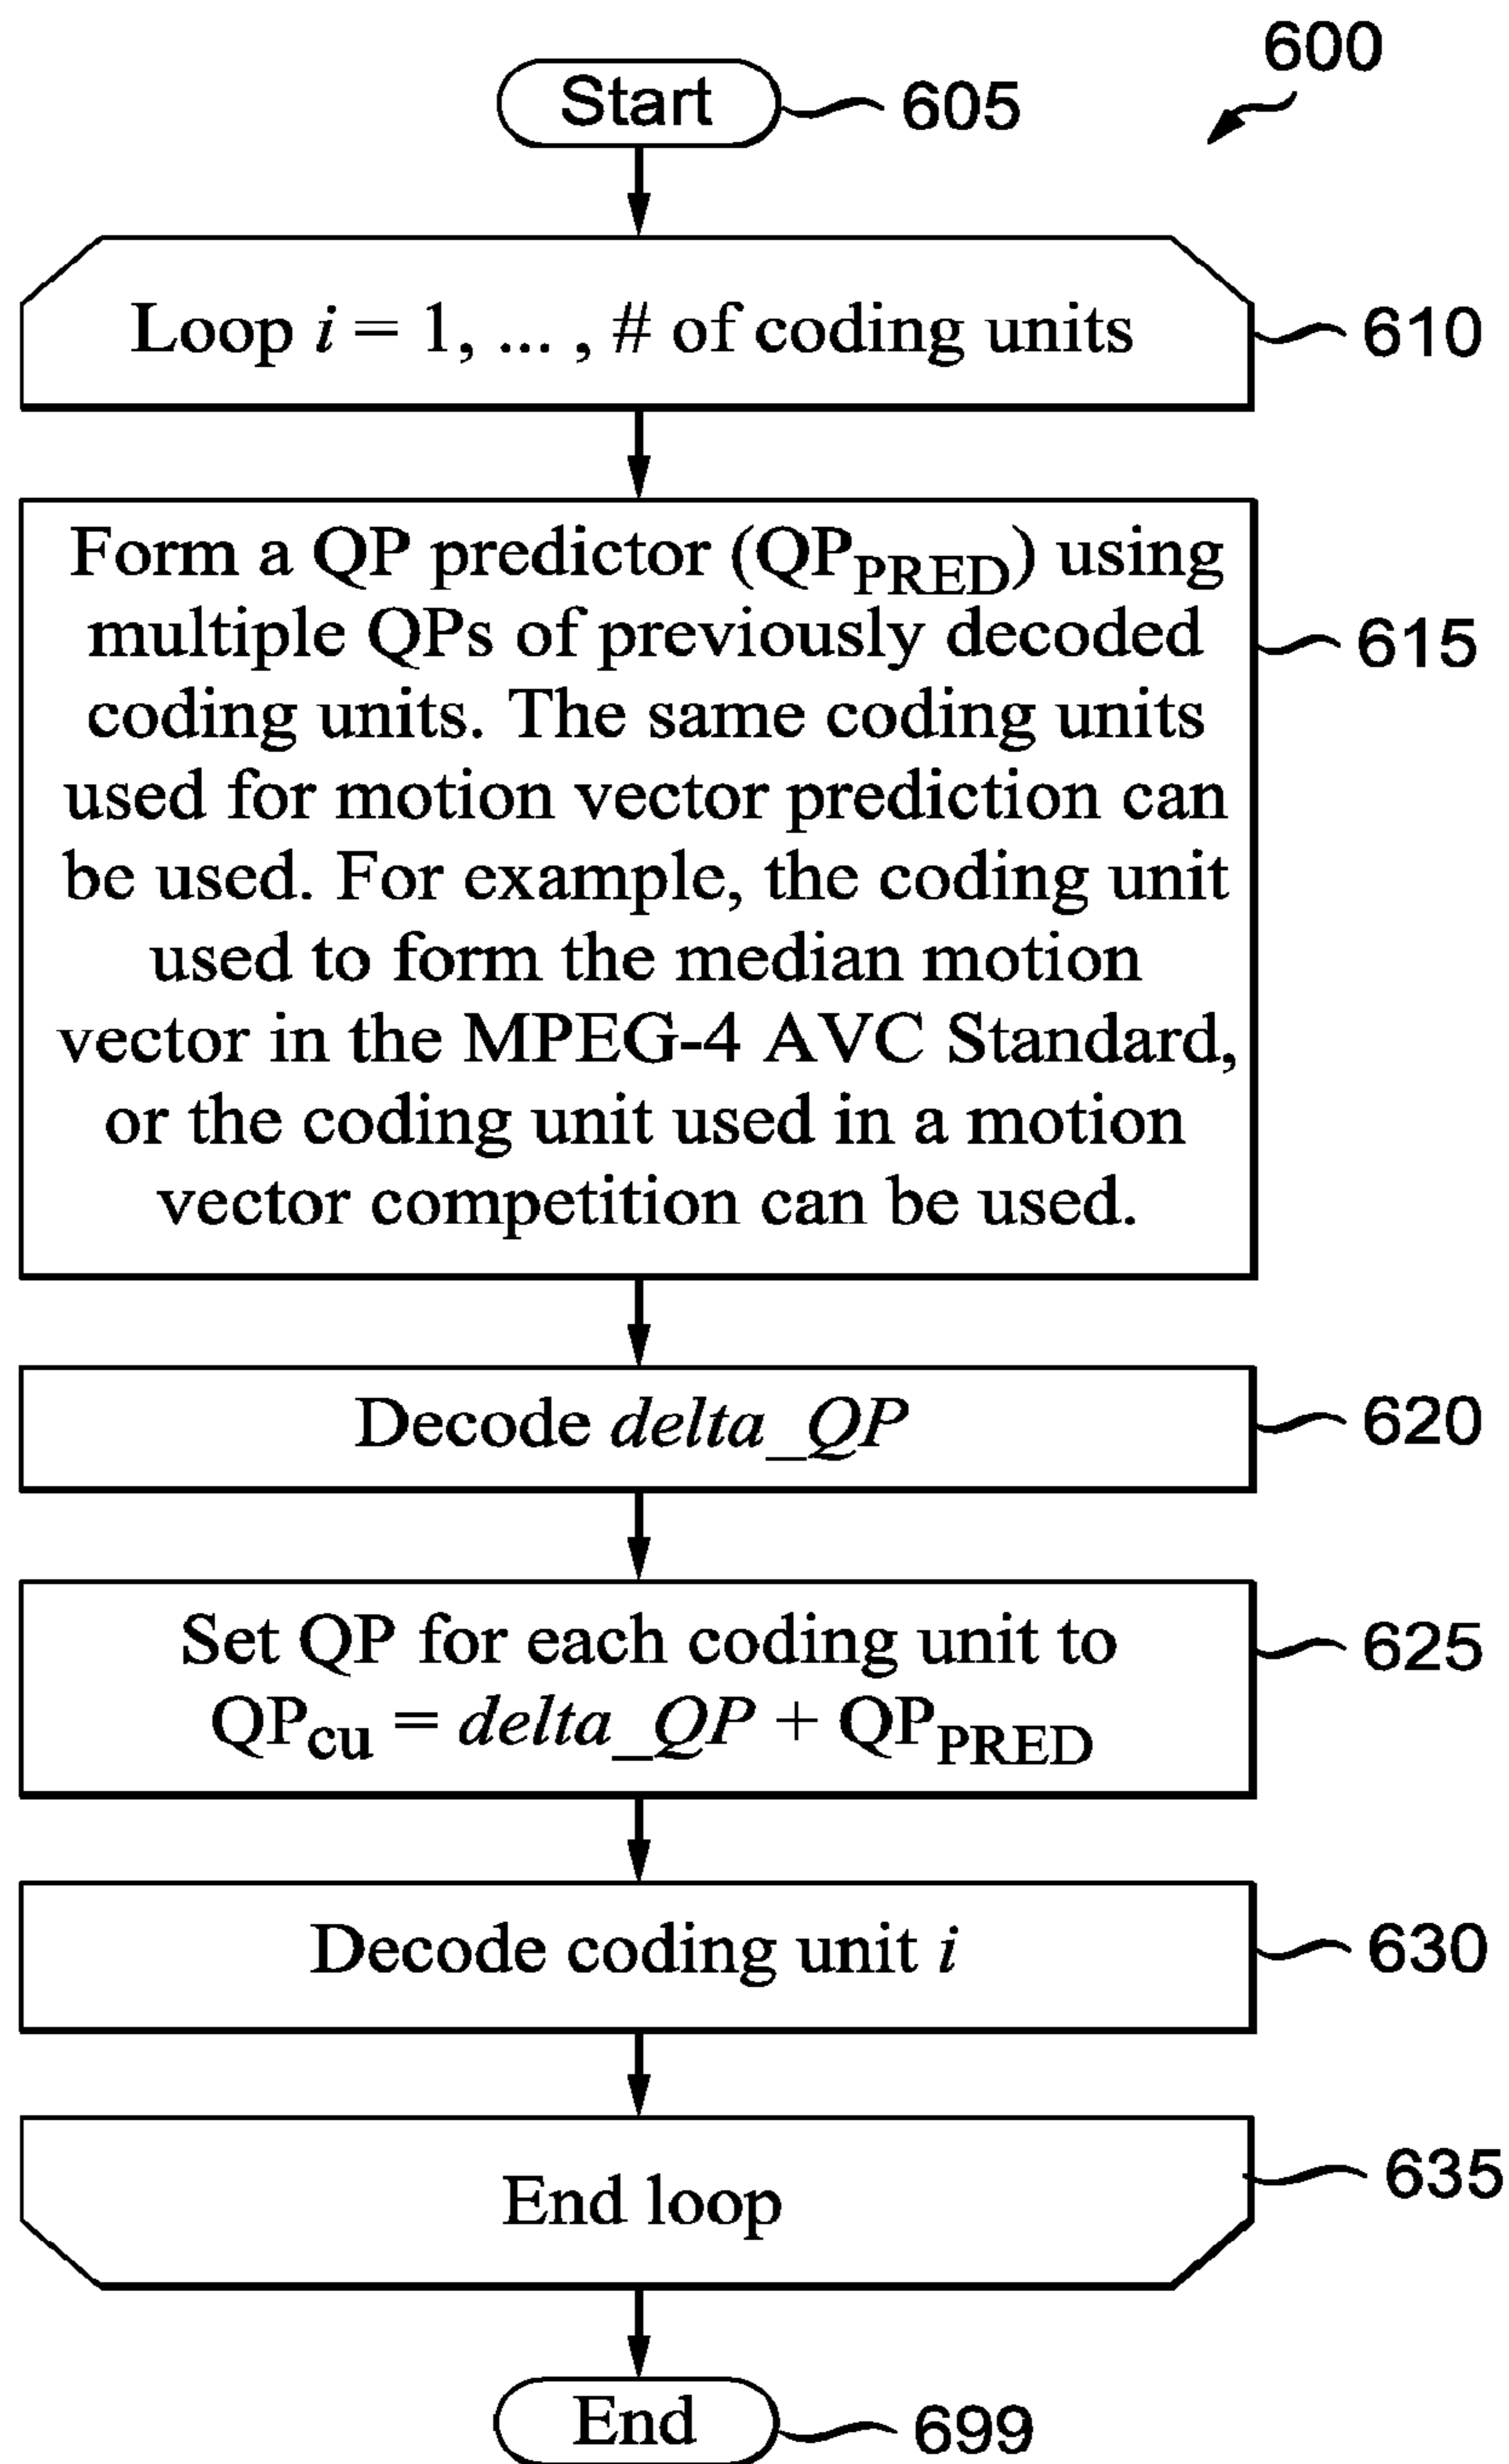 600
Start
605
Loop i = 1, ... , # of coding units
610
Form a QP predictor (QPPRED) using
multiple QPs of previously decoded
coding units. The same coding units
used for motion vector prediction can
be used. For example, the coding unit
used to form the median motion
vector in the MPEG-4 AVC Standard,
or the coding unit used in a motion
vector competition can be used.
615
Decode delta_QP
620
Set QP for each coding unit to
QPcu = delta_QP + QPPRED
625
Decode coding unit i
630
End loop
635
End
699